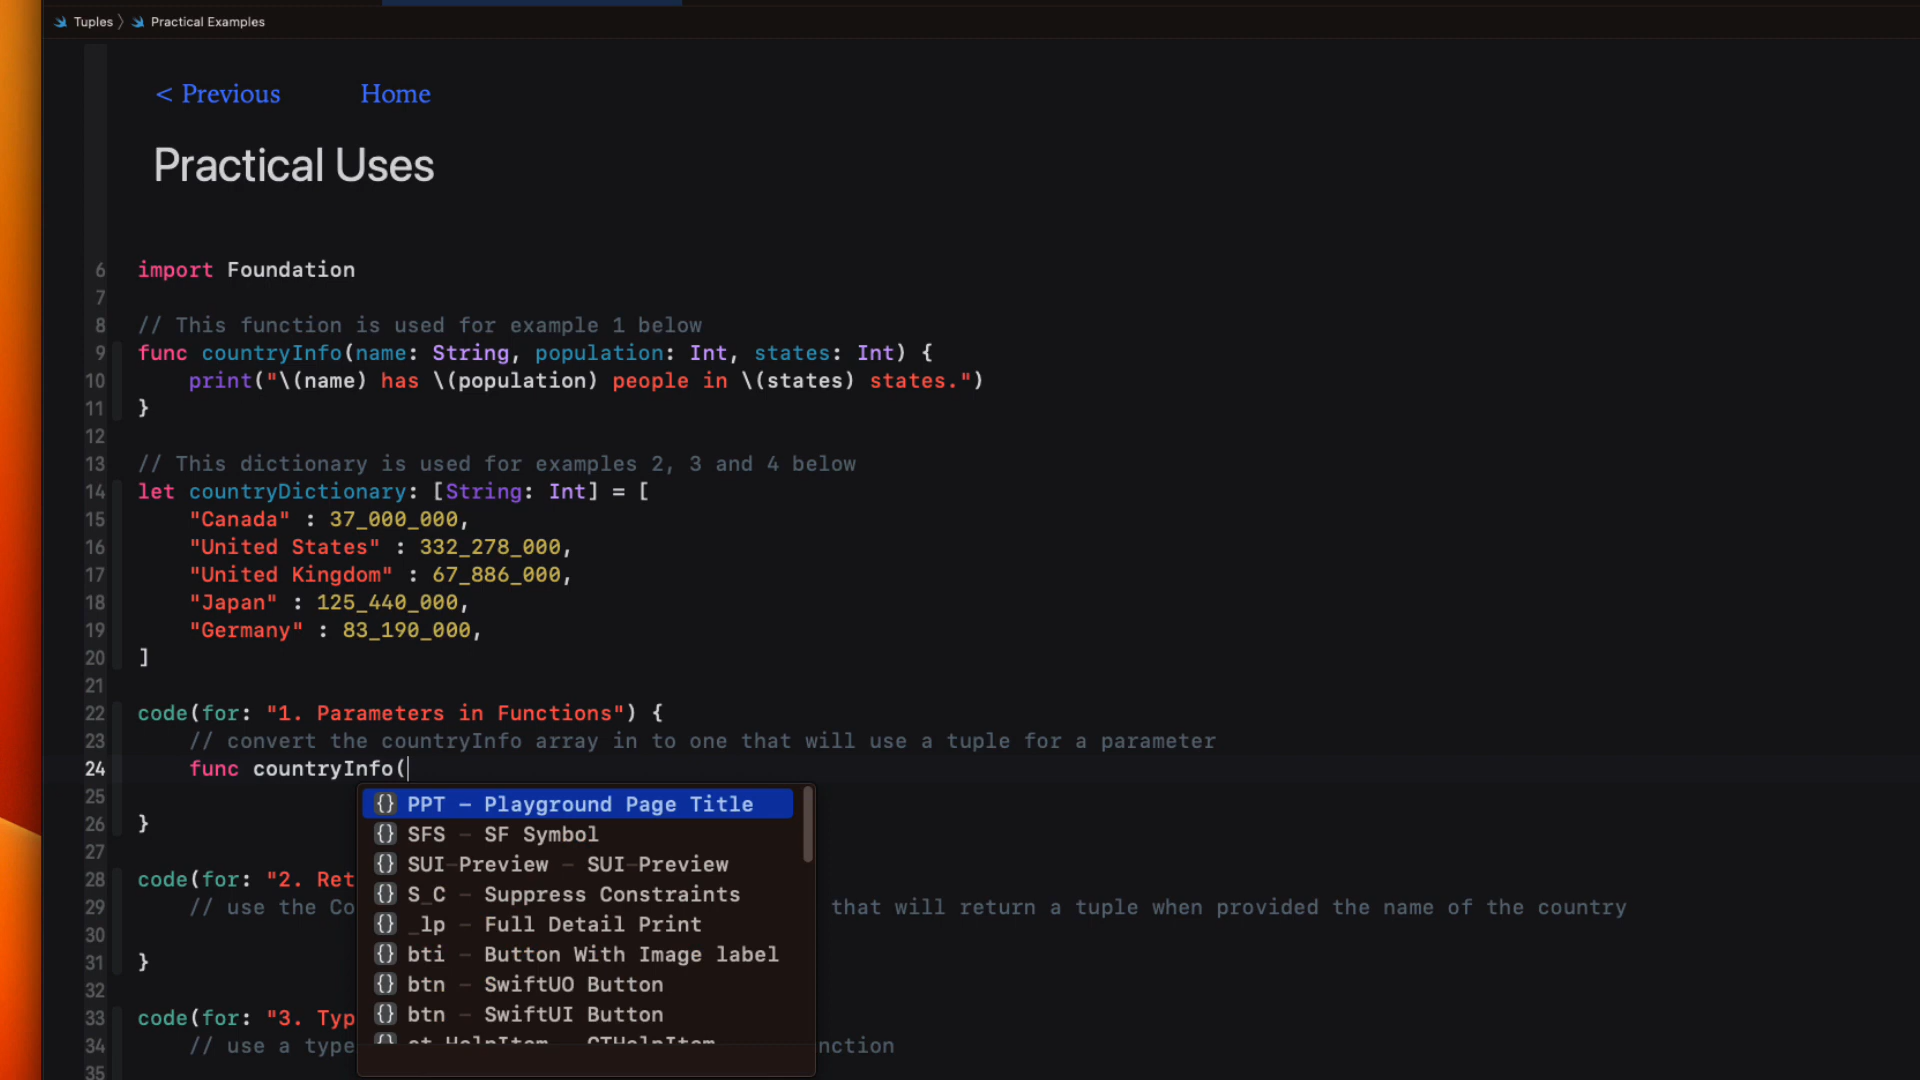 Tuples 〉 Practical Examples
< Previous Home
Practical Uses
6 import Foundation
7
8 // This function is used for example 1 below
9 func countryInfo(name: String, population: Int, states: Int) {
10 print("\(name) has \(population) people in \(states) states.")
11 }
12
13 // This dictionary is used for examples 2, 3 and 4 below
14 let countryDictionary: [String: Int] = [
15 "Canada" : 37_000_000,
16 "United States" : 332_278_000,
17 "United Kingdom" : 67_886_000,
18 "Japan" : 125_440_000,
19 "Germany" : 83_190_000,
20 ]
21
22 code(for: "1. Parameters in Functions") {
23 // convert the countryInfo array in to one that will use a tuple for a parameter
24 func countryInfo(
25
{} PPT – Playground Page Title
26 }
{} SFS – SF Symbol
27
{} SUI-Preview – SUI-Preview
28 code(for: "2. Ret
{} S_C – Suppress Constraints
29 // use the Co that will return a tuple when provided the name of the country
{} _lp – Full Detail Print
30
{} bti – Button With Image label
31 }
{} btn – SwiftUO Button
32
{} btn – SwiftUI Button
33 code(for: "3. Typ
34 // use a type nction
35